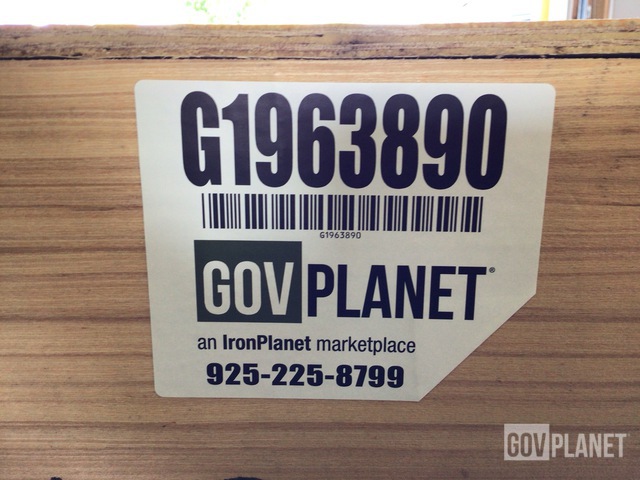 G1963890
G1963890
GOVPLANET®
an IronPlanet marketplace
925-225-8799
GOVPLANET